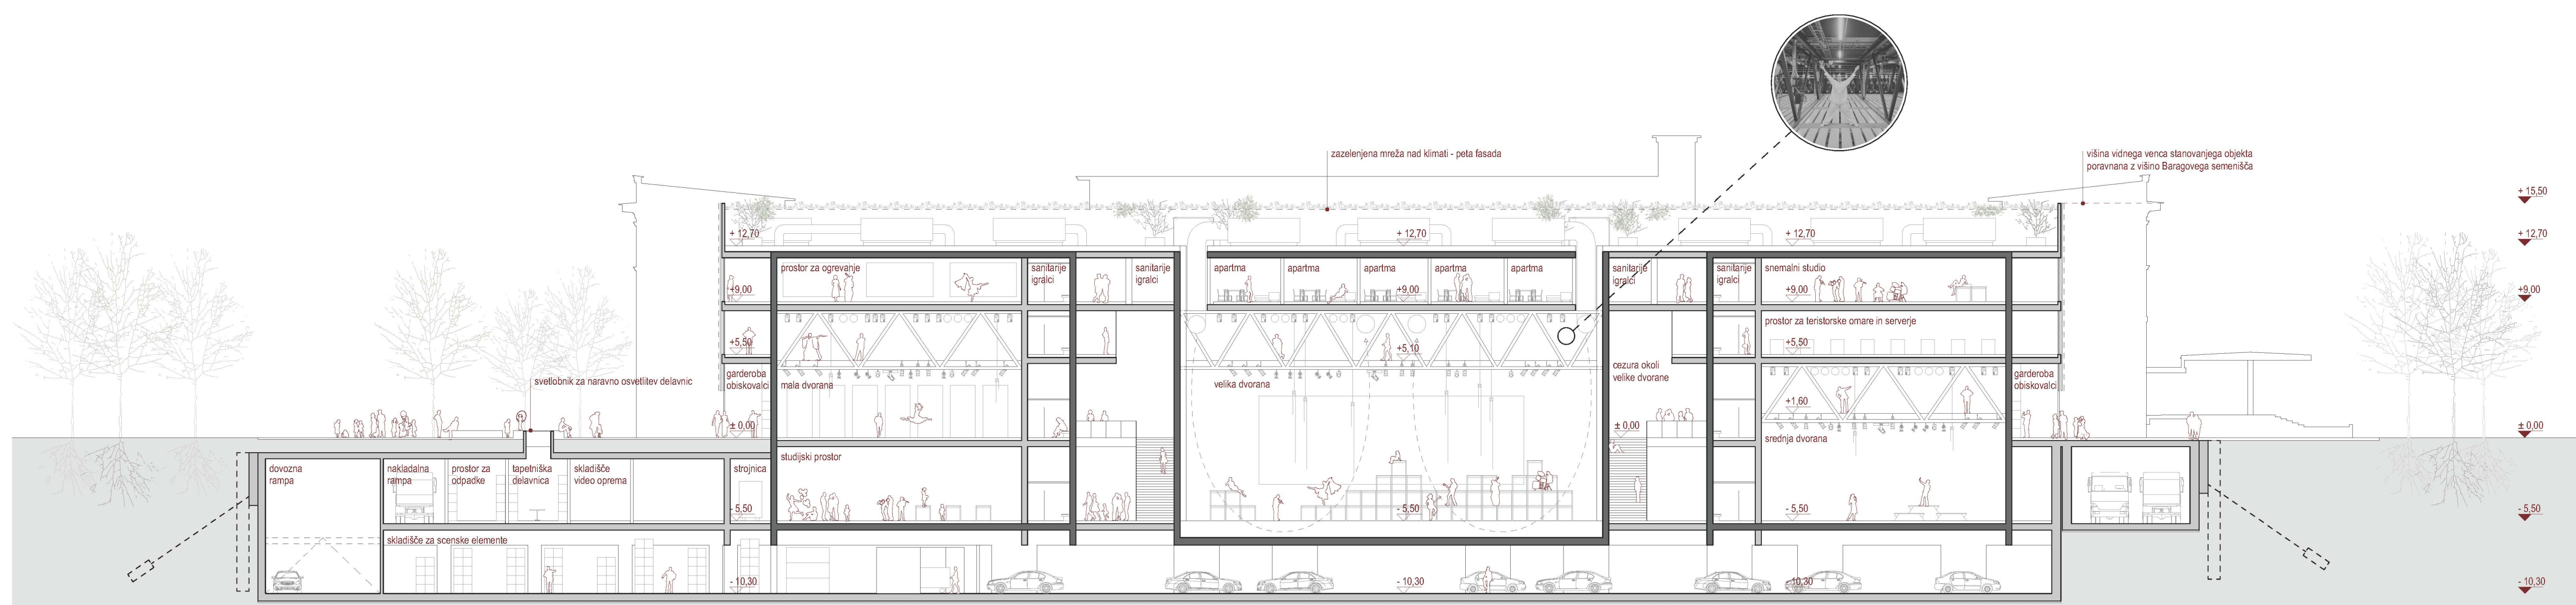 zazelenjena mreža nad klimati - peta fasada
višina vidnega venca stanovanjega objekta
poravnana z višino Baragovega semenišča
+ 15,50
+ 12,70
+ 12,70
+ 12,70
+ 12,70
prostor za ogrevanje
sanitarije
igralci
sanitarije
igralci
apartma
apartma
apartma
apartma
apartma
sanitarije
igralci
sanitarije
igralci
snemalni studio
+9,00
+9,00
+9,00
+9,00
prostor za teristorske omare in serverje
+5,50
+5,10
+5,50
svetlobnik za naravno osvetlitev delavnic
garderoba
obiskovalci
mala dvorana
velika dvorana
cezura okoli
velike dvorane
garderoba
obiskovalci
+1,60
± 0,00
± 0,00
± 0,00
srednja dvorana
studijski prostor
dovozna
rampa
nakladalna
rampa
prostor za
odpadke
tapetniška
delavnica
skladišče
video oprema
strojnica
- 5,50
- 5,50
- 5,50
- 5,50
skladišče za scenske elemente
- 10,30
- 10,30
- 10,30
- 10,30